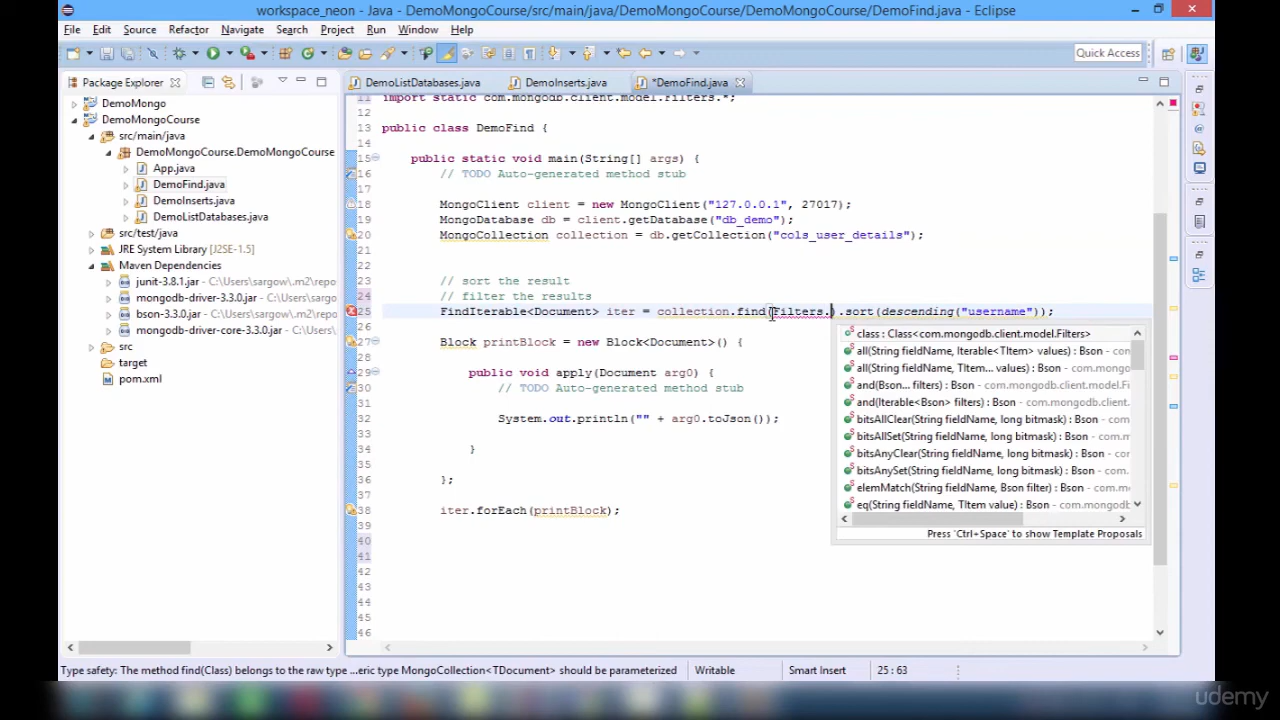 workspace_neon - Java - DemoMongoCourse/src/main/java/DemoMongoCourse/DemoMongoCourse/DemoFind.java - Eclipse
File Edit Source Refactor Navigate Search Project Run Window Help
Quick Access
Package Explorer
DemoListDatabases.java
DemoInserts.java
*DemoFind.java
DemoMongo
DemoMongoCourse
src/main/java
DemoMongoCourse.DemoMongoCourse
App.java
DemoFind.java
DemoInserts.java
DemoListDatabases.java
src/test/java
JRE System Library [J2SE-1.5]
Maven Dependencies
junit-3.8.1.jar - C:\Users\sargow\.m2\repo
mongodb-driver-3.3.0.jar - C:\Users\sargow
bson-3.3.0.jar - C:\Users\sargow\.m2\repo
mongodb-driver-core-3.3.0.jar - C:\Users\
src
target
pom.xml
11 import static com.mongodb.client.model.Filters.*;
12
13 public class DemoFind {
14
15 public static void main(String[] args) {
16 // TODO Auto-generated method stub
17
18 MongoClient client = new MongoClient("127.0.0.1", 27017);
19 MongoDatabase db = client.getDatabase("db_demo");
20 MongoCollection collection = db.getCollection("cols_user_details");
21
22
23 // sort the result
24 // filter the results
25 FindIterable<Document> iter = collection.find(Filters.).sort(descending("username"));
26
27 Block printBlock = new Block<Document>() {
28
29 public void apply(Document arg0) {
30 // TODO Auto-generated method stub
31
32 System.out.println("" + arg0.toJson());
33
34 }
35
36 };
37
38 iter.forEach(printBlock);
39
40
41
42
43
44
45
46
class : Class<com.mongodb.client.model.Filters>
all(String fieldName, Iterable<TItem> values) : Bson - co
all(String fieldName, TItem... values) : Bson - com.mongo
and(Bson... filters) : Bson - com.mongodb.client.model.F
and(Iterable<Bson> filters) : Bson - com.mongodb.client
bitsAllClear(String fieldName, long bitmask) : Bson - con
bitsAllSet(String fieldName, long bitmask) : Bson - com.r
bitsAnyClear(String fieldName, long bitmask) : Bson - co
bitsAnySet(String fieldName, long bitmask) : Bson - com
elemMatch(String fieldName, Bson filter) : Bson - com.m
eq(String fieldName, TItem value) : Bson - com.mongodb
Press 'Ctrl+Space' to show Template Proposals
Type safety: The method find(Class) belongs to the raw type ...eric type MongoCollection<TDocument> should be parameterized
Writable
Smart Insert
25 : 63
udemy